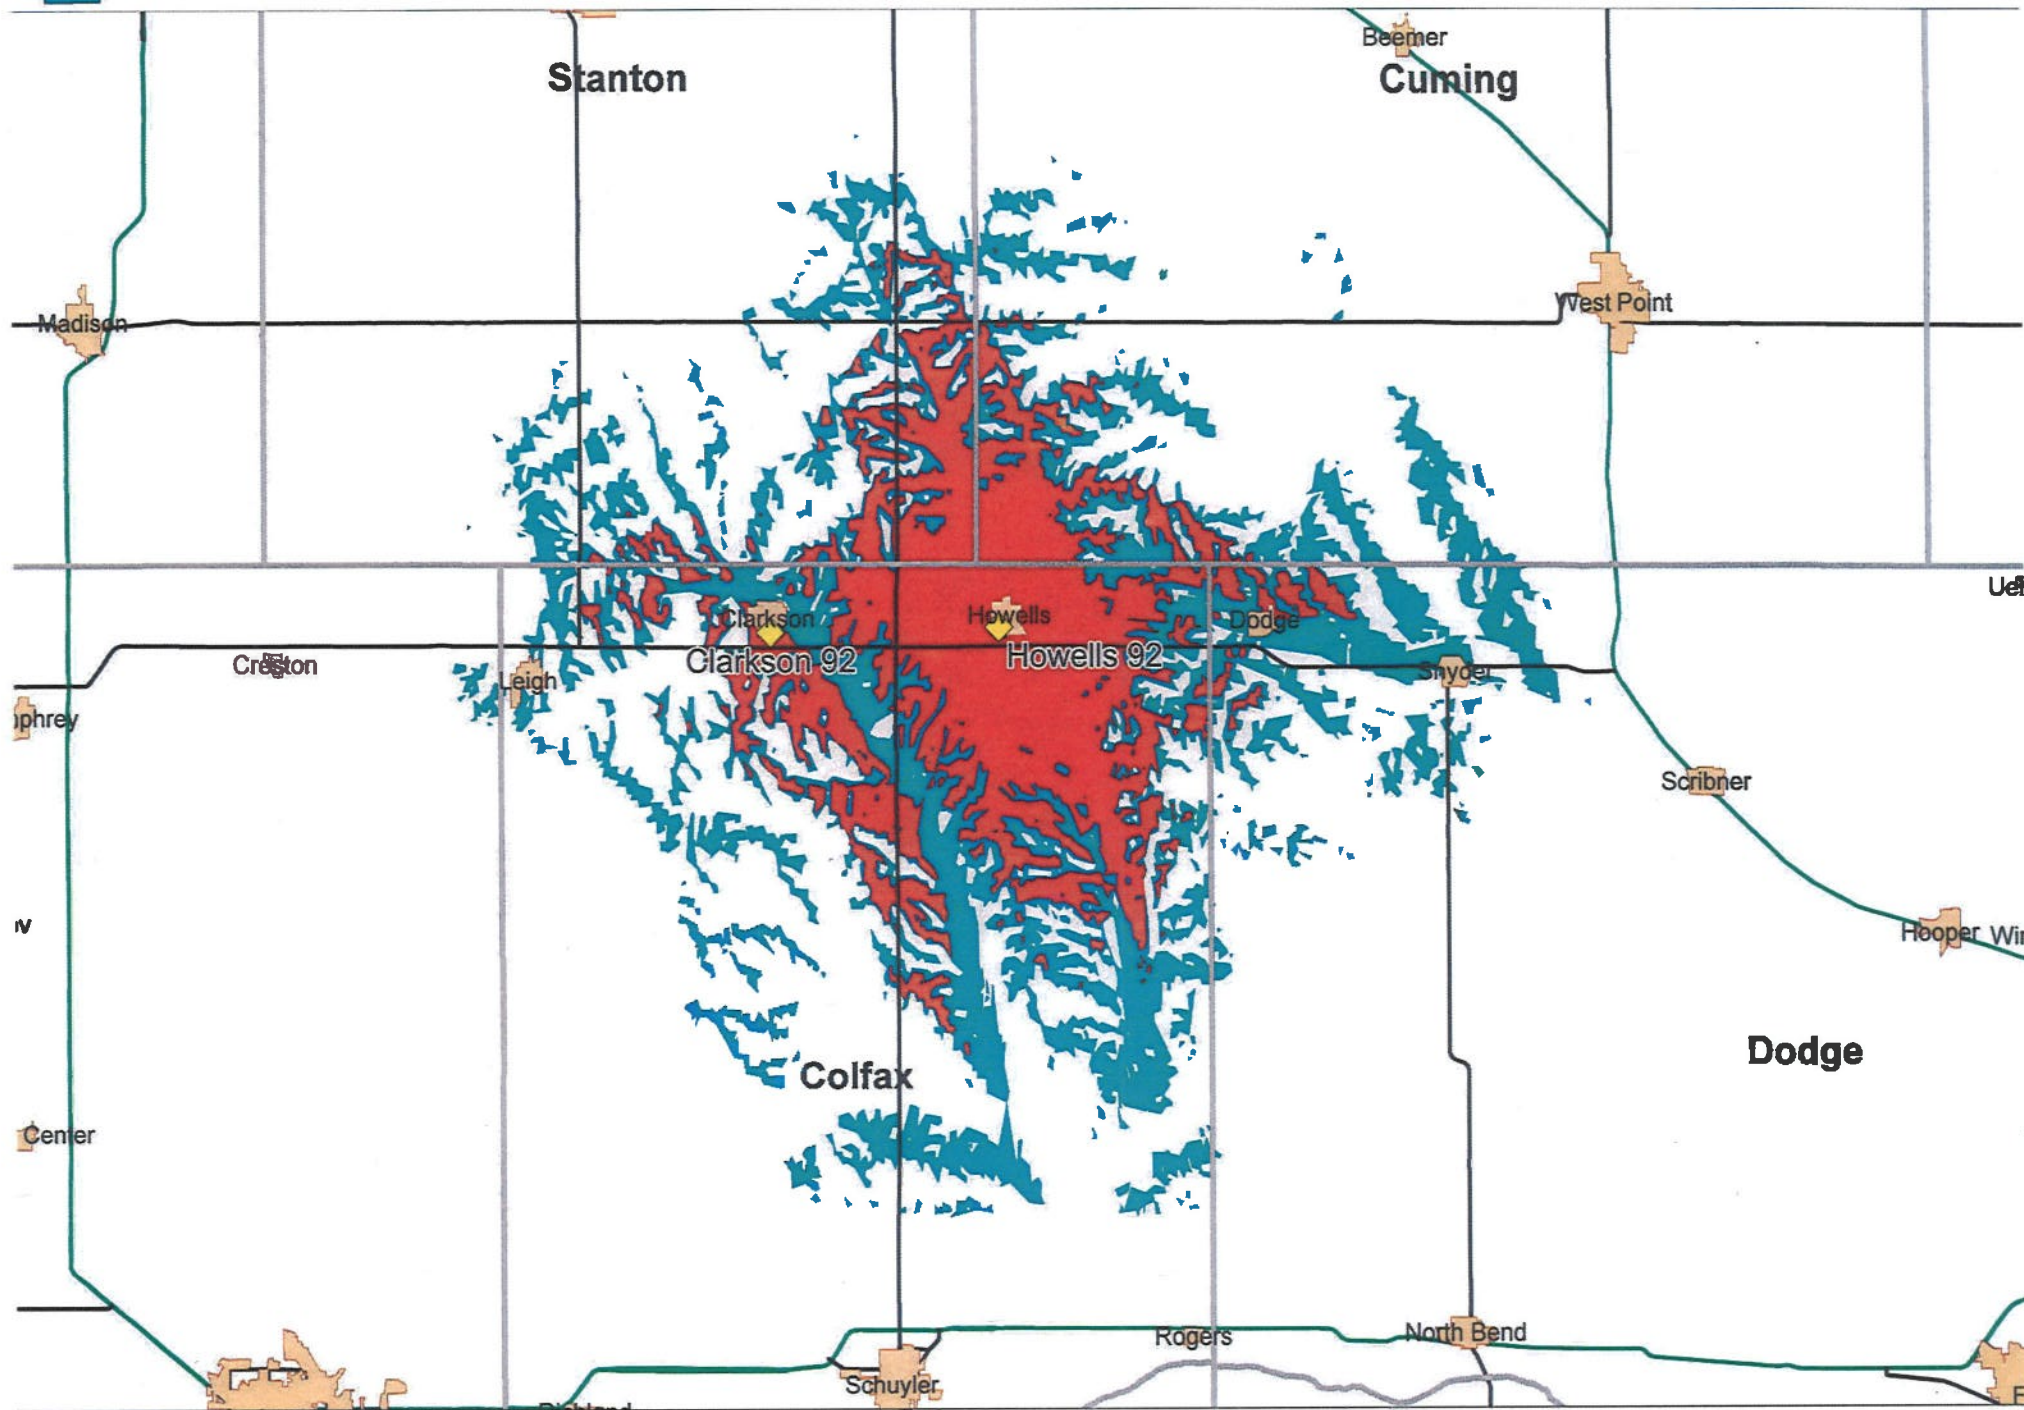 Beemer
Stanton
Cuming
Madison
West Point
Clarkson
Howells
Dodge
Clarkson 92
Howells 92
Creston
Leigh
Snyder
phrey
Scribner
Hooper
Colfax
Dodge
Center
Rogers
North Bend
Schuyler